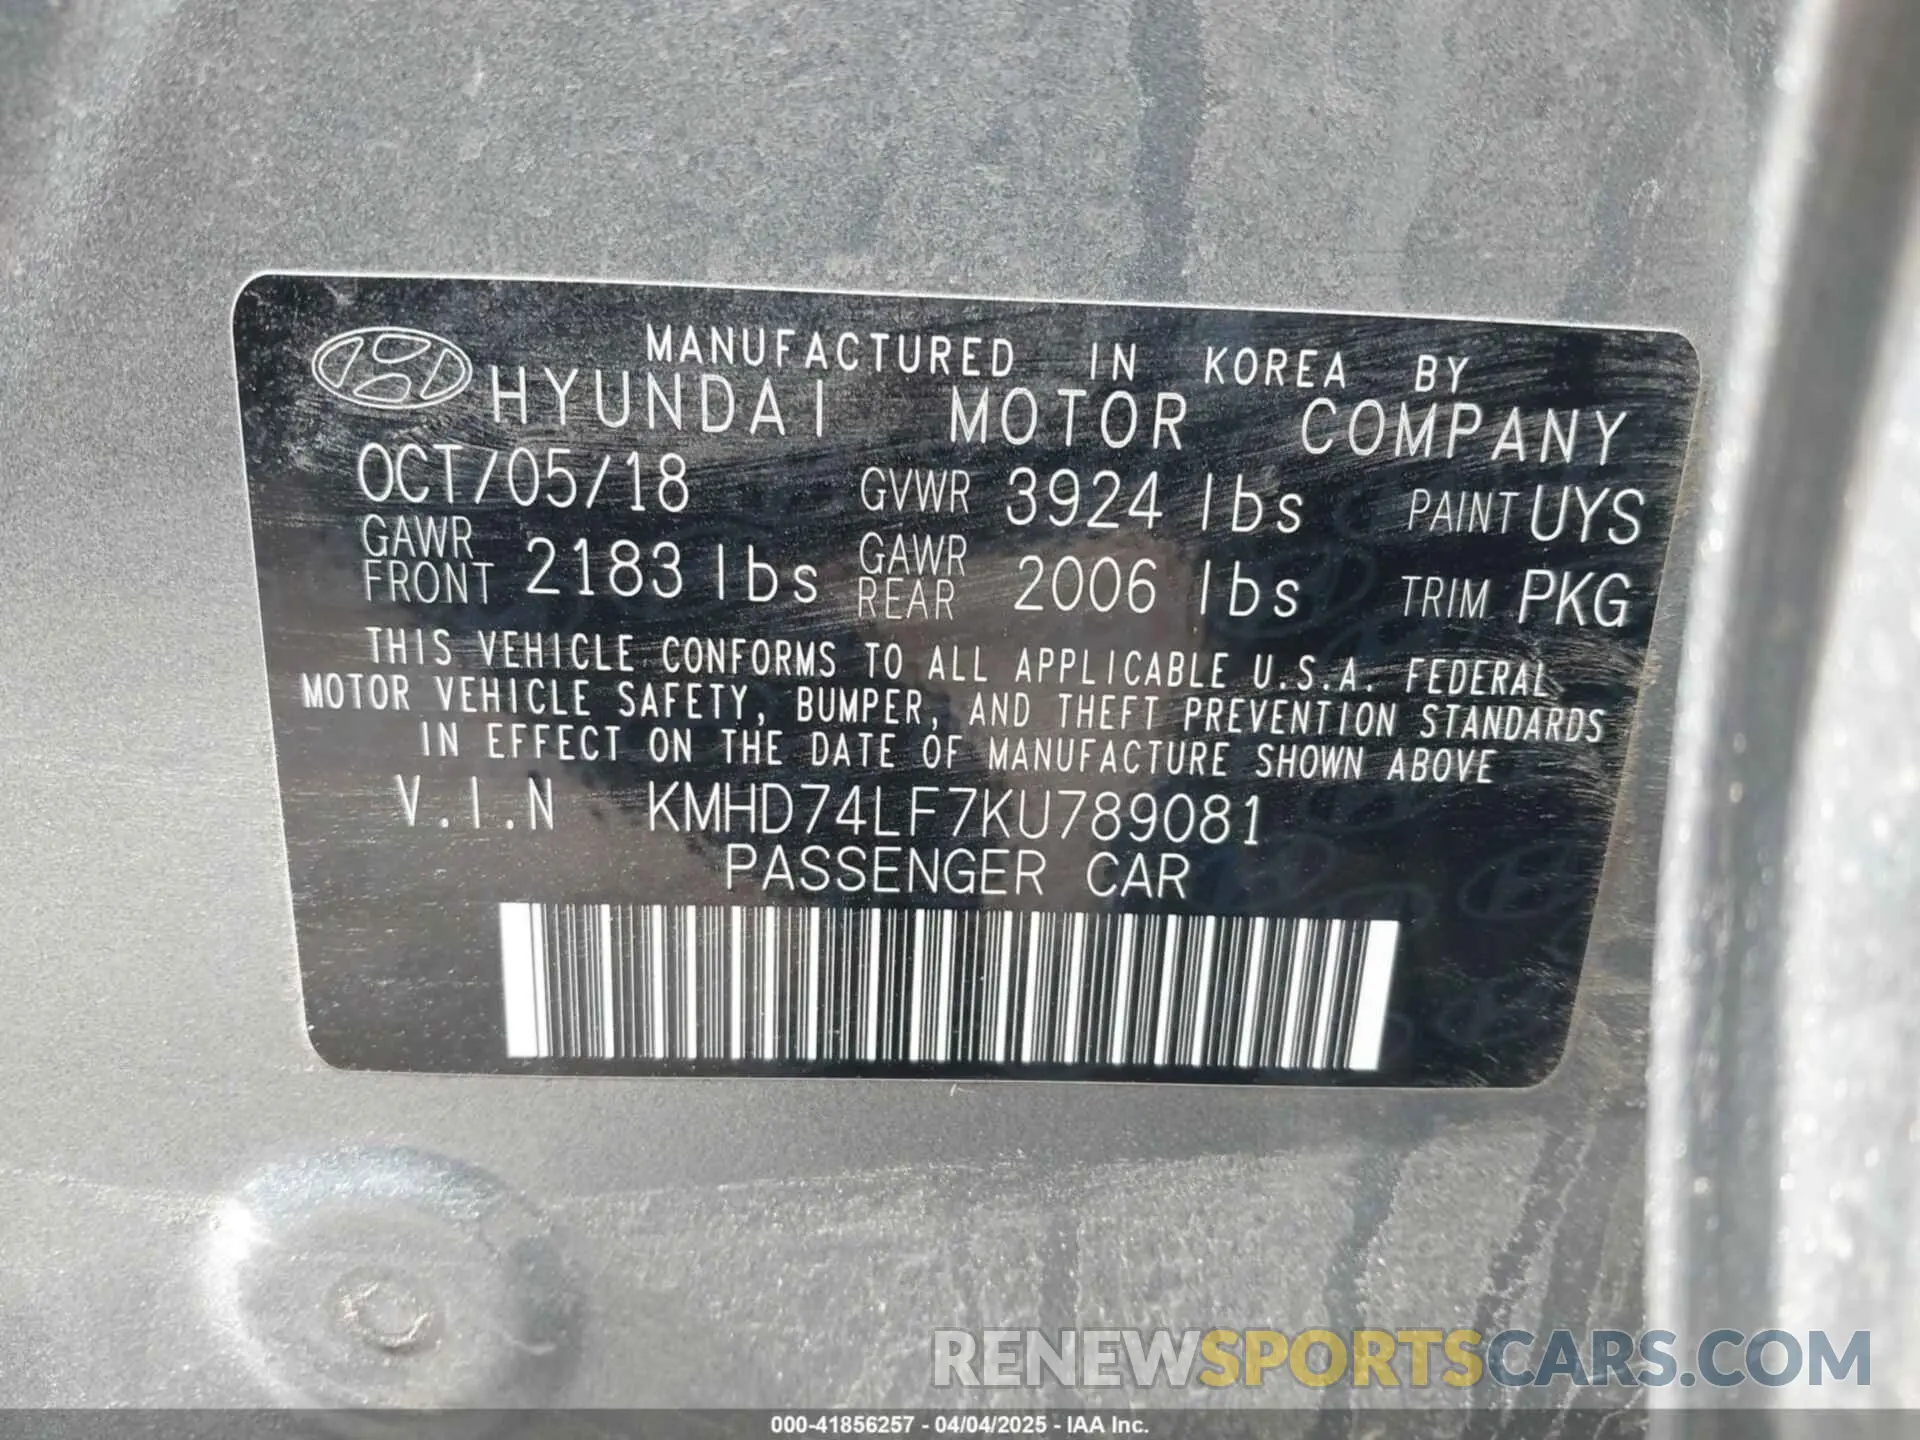 MANUFACTURED IN KOREA BY
HYUNDAI MOTOR COMPANY
OCT/05/18 GVWR 3924 lbs PAINT UYS
GAWR FRONT 2183 lbs GAWR REAR 2006 lbs TRIM PKG
THIS VEHICLE CONFORMS TO ALL APPLICABLE U.S.A. FEDERAL
MOTOR VEHICLE SAFETY, BUMPER, AND THEFT PREVENTION STANDARDS
IN EFFECT ON THE DATE OF MANUFACTURE SHOWN ABOVE
V.I.N KMHD74LF7KU789081
PASSENGER CAR
RENEWSPORTSCARS.COM
000-41856257 - 04/04/2025 - IAA Inc.